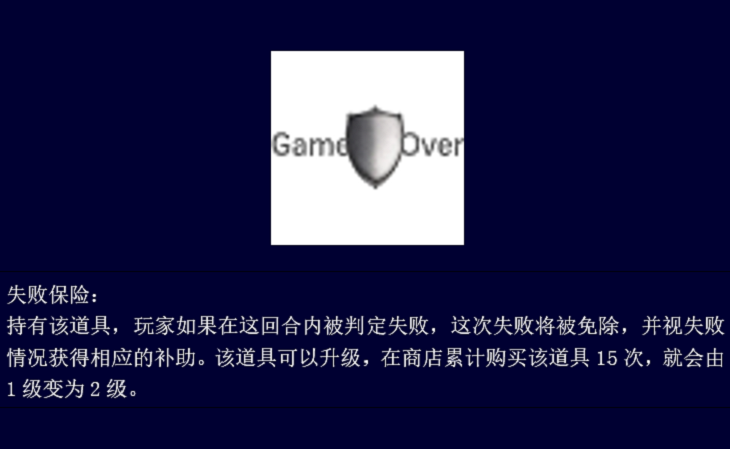 Game Over
失败保险：
持有该道具，玩家如果在这回合内被判定失败，这次失败将被免除，并视失败
情况获得相应的补助。该道具可以升级，在商店累计购买该道具 15 次，就会由
1 级变为 2 级。